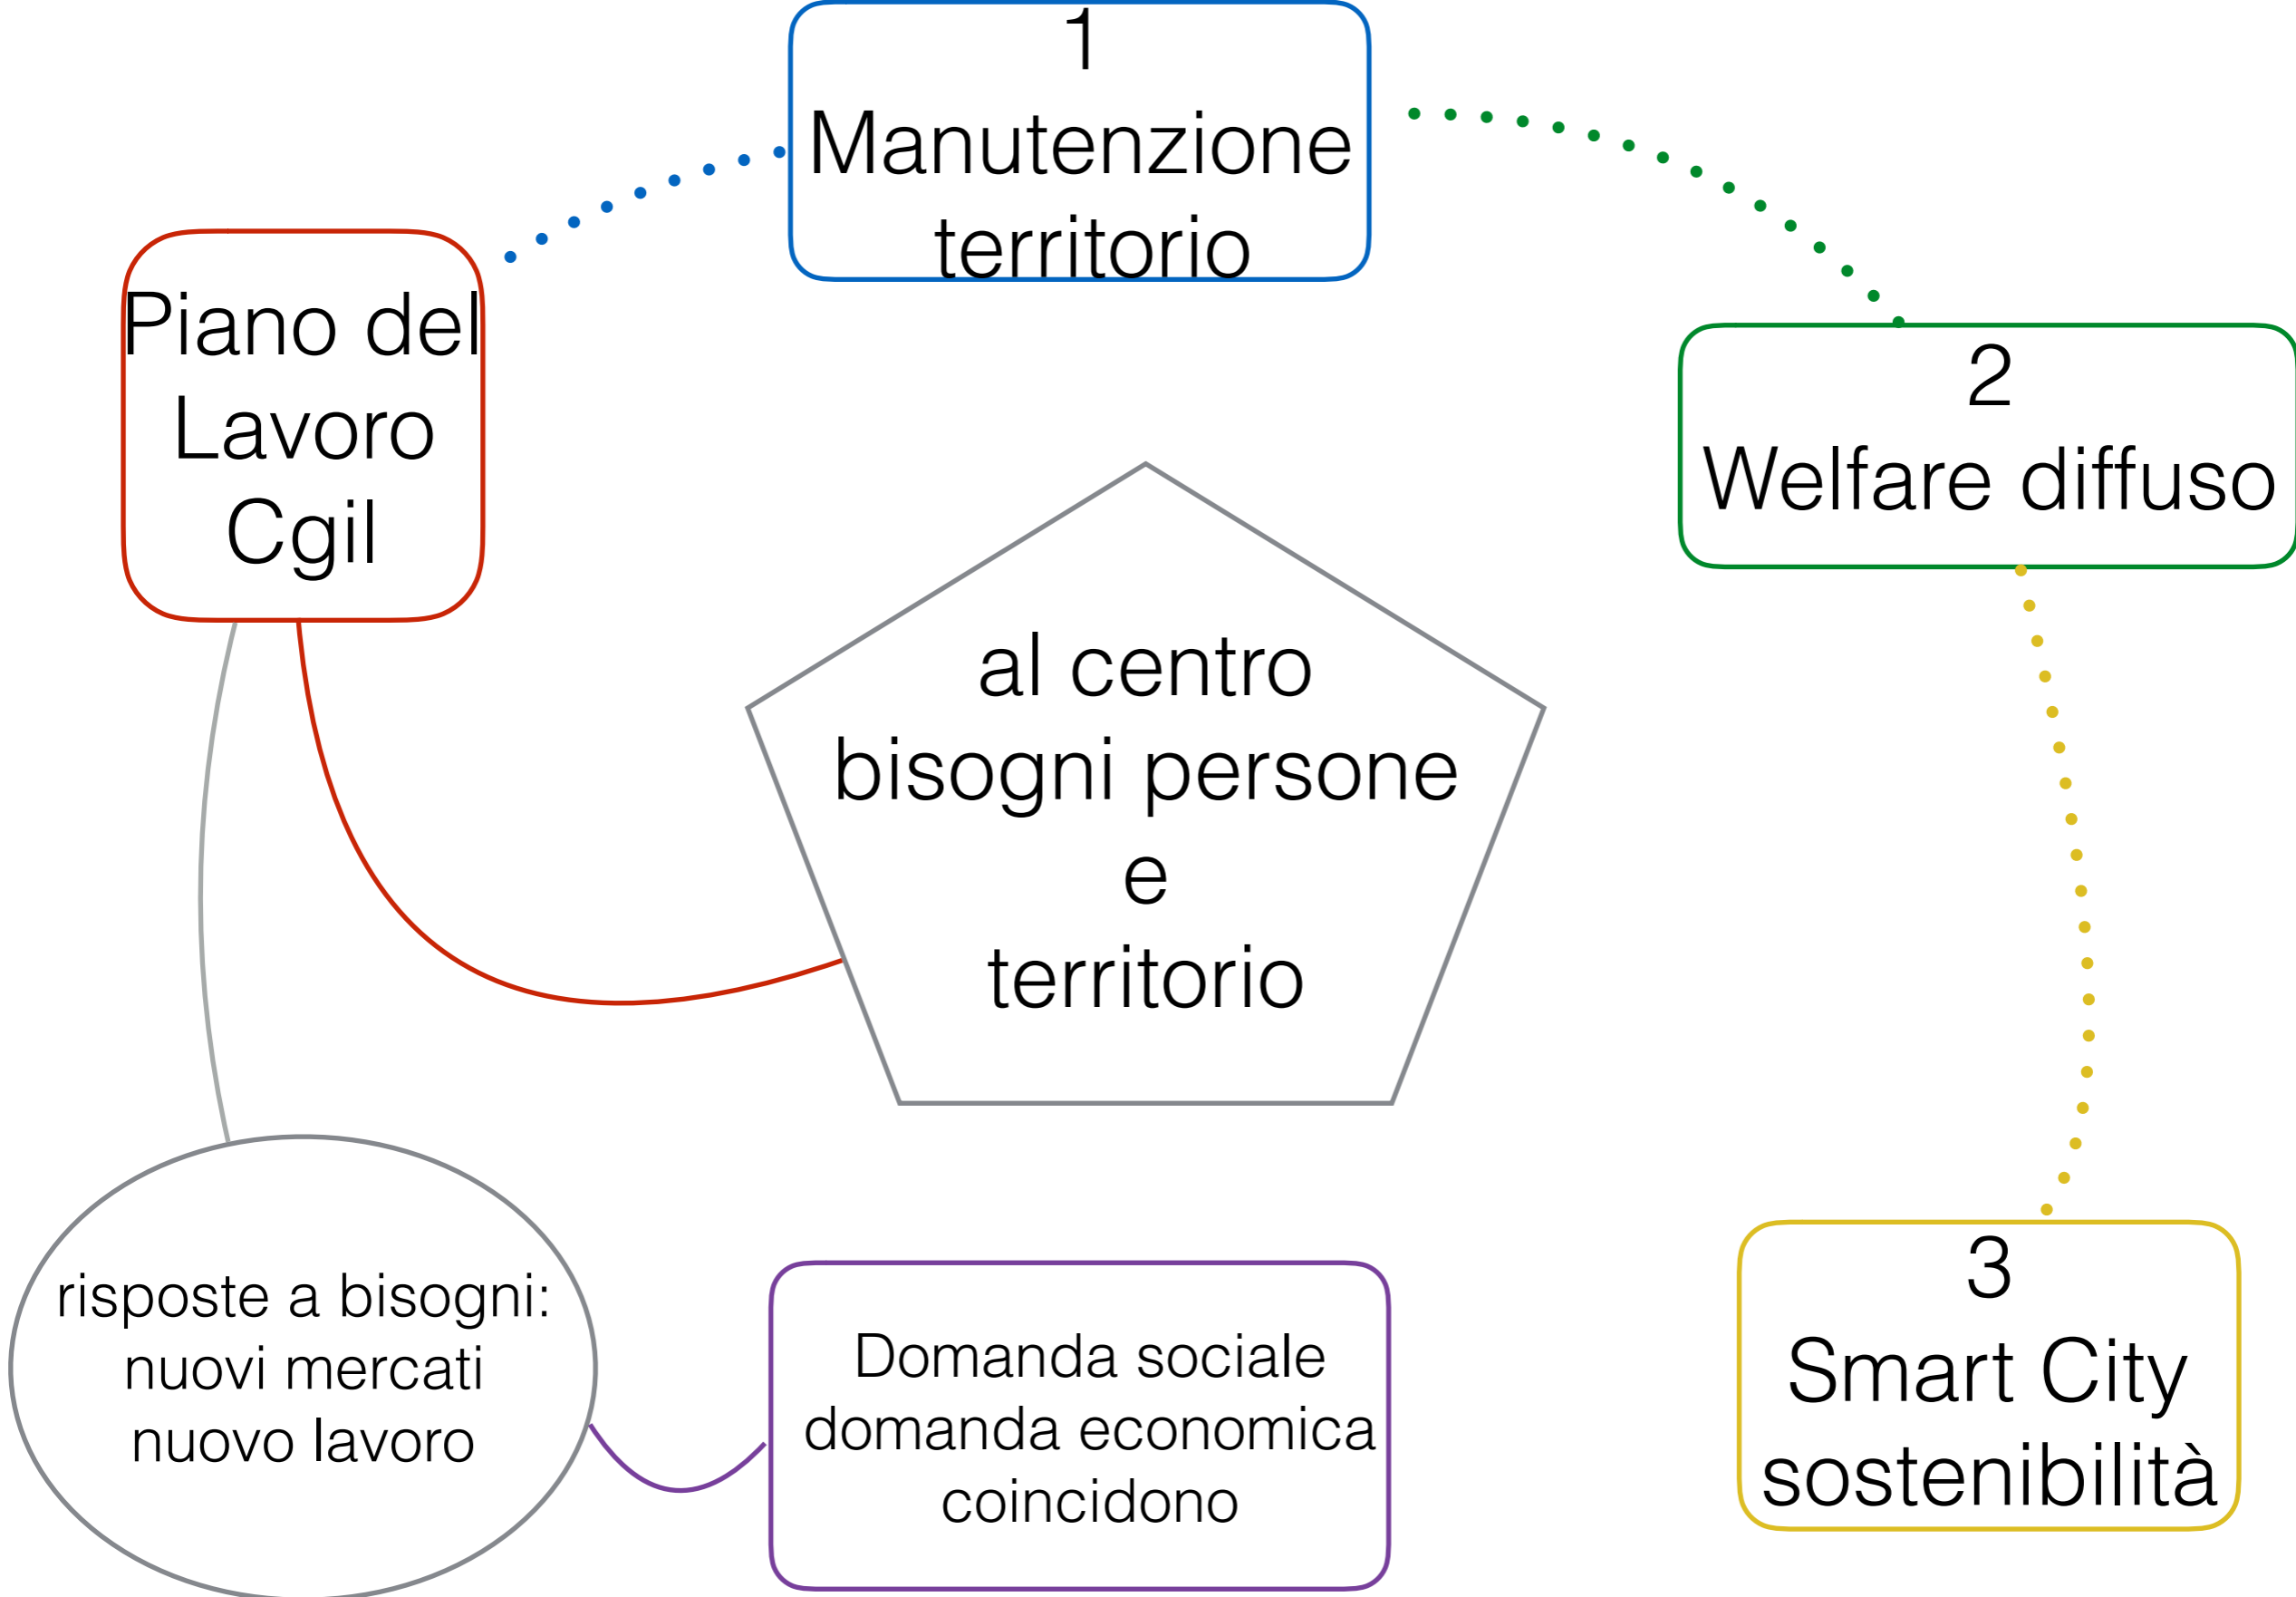 1
Manutenzione
territorio
Piano del
Lavoro
Cgil
2
Welfare diffuso
al centro
bisogni persone
e
territorio
risposte a bisogni:
nuovi mercati
nuovo lavoro
Domanda sociale
domanda economica
coincidono
3
Smart City
sostenibilità